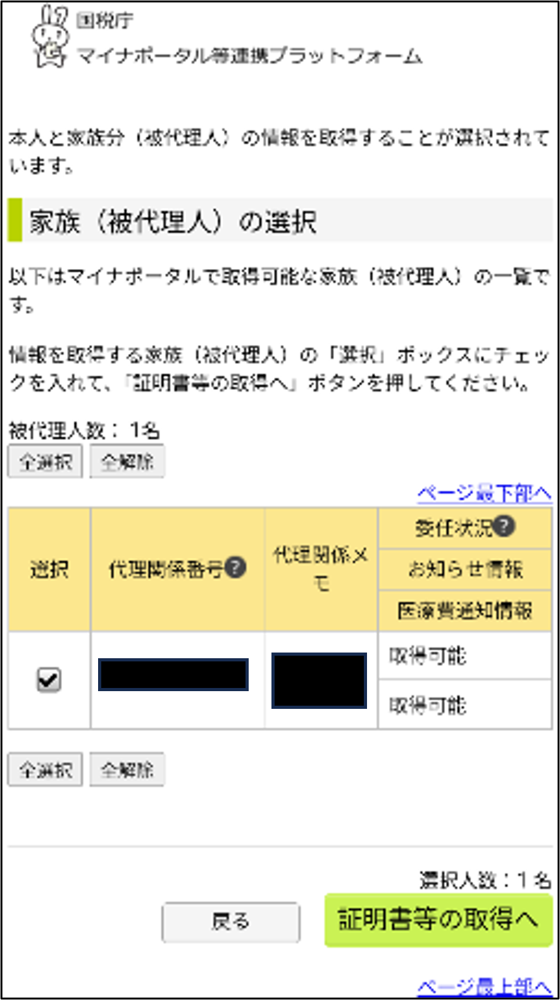 国税庁
マイナポータル等連携プラットフォーム
本人と家族分（被代理人）の情報を取得することが選択されて
います。
家族（被代理人）の選択
以下はマイナポータルで取得可能な家族（被代理人）の一覧で
す。
情報を取得する家族（被代理人）の「選択」ボックスにチェッ
クを入れて、「証明書等の取得へ」ボタンを押してください。
被代理人数： 1名
全選択 全解除
ページ最下部へ
選択
代理関係番号?
代理関係メ
モ
委任状況?
お知らせ情報
医療費通知情報
取得可能
取得可能
全選択 全解除
選択人数：1 名
戻る
証明書等の取得へ
ページ最上部へ